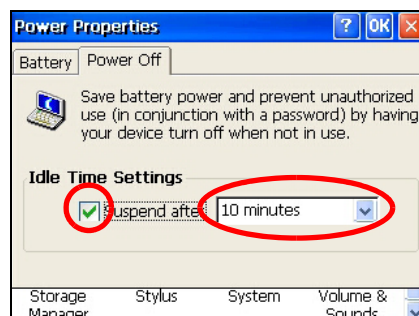 Power Properties ? OK ×
Battery Power Off
Save battery power and prevent unauthorized
use (in conjunction with a password) by having
your device turn off when not in use.
Idle Time Settings
Suspend after 10 minutes
Storage Stylus System Volume &
Manager Sounds